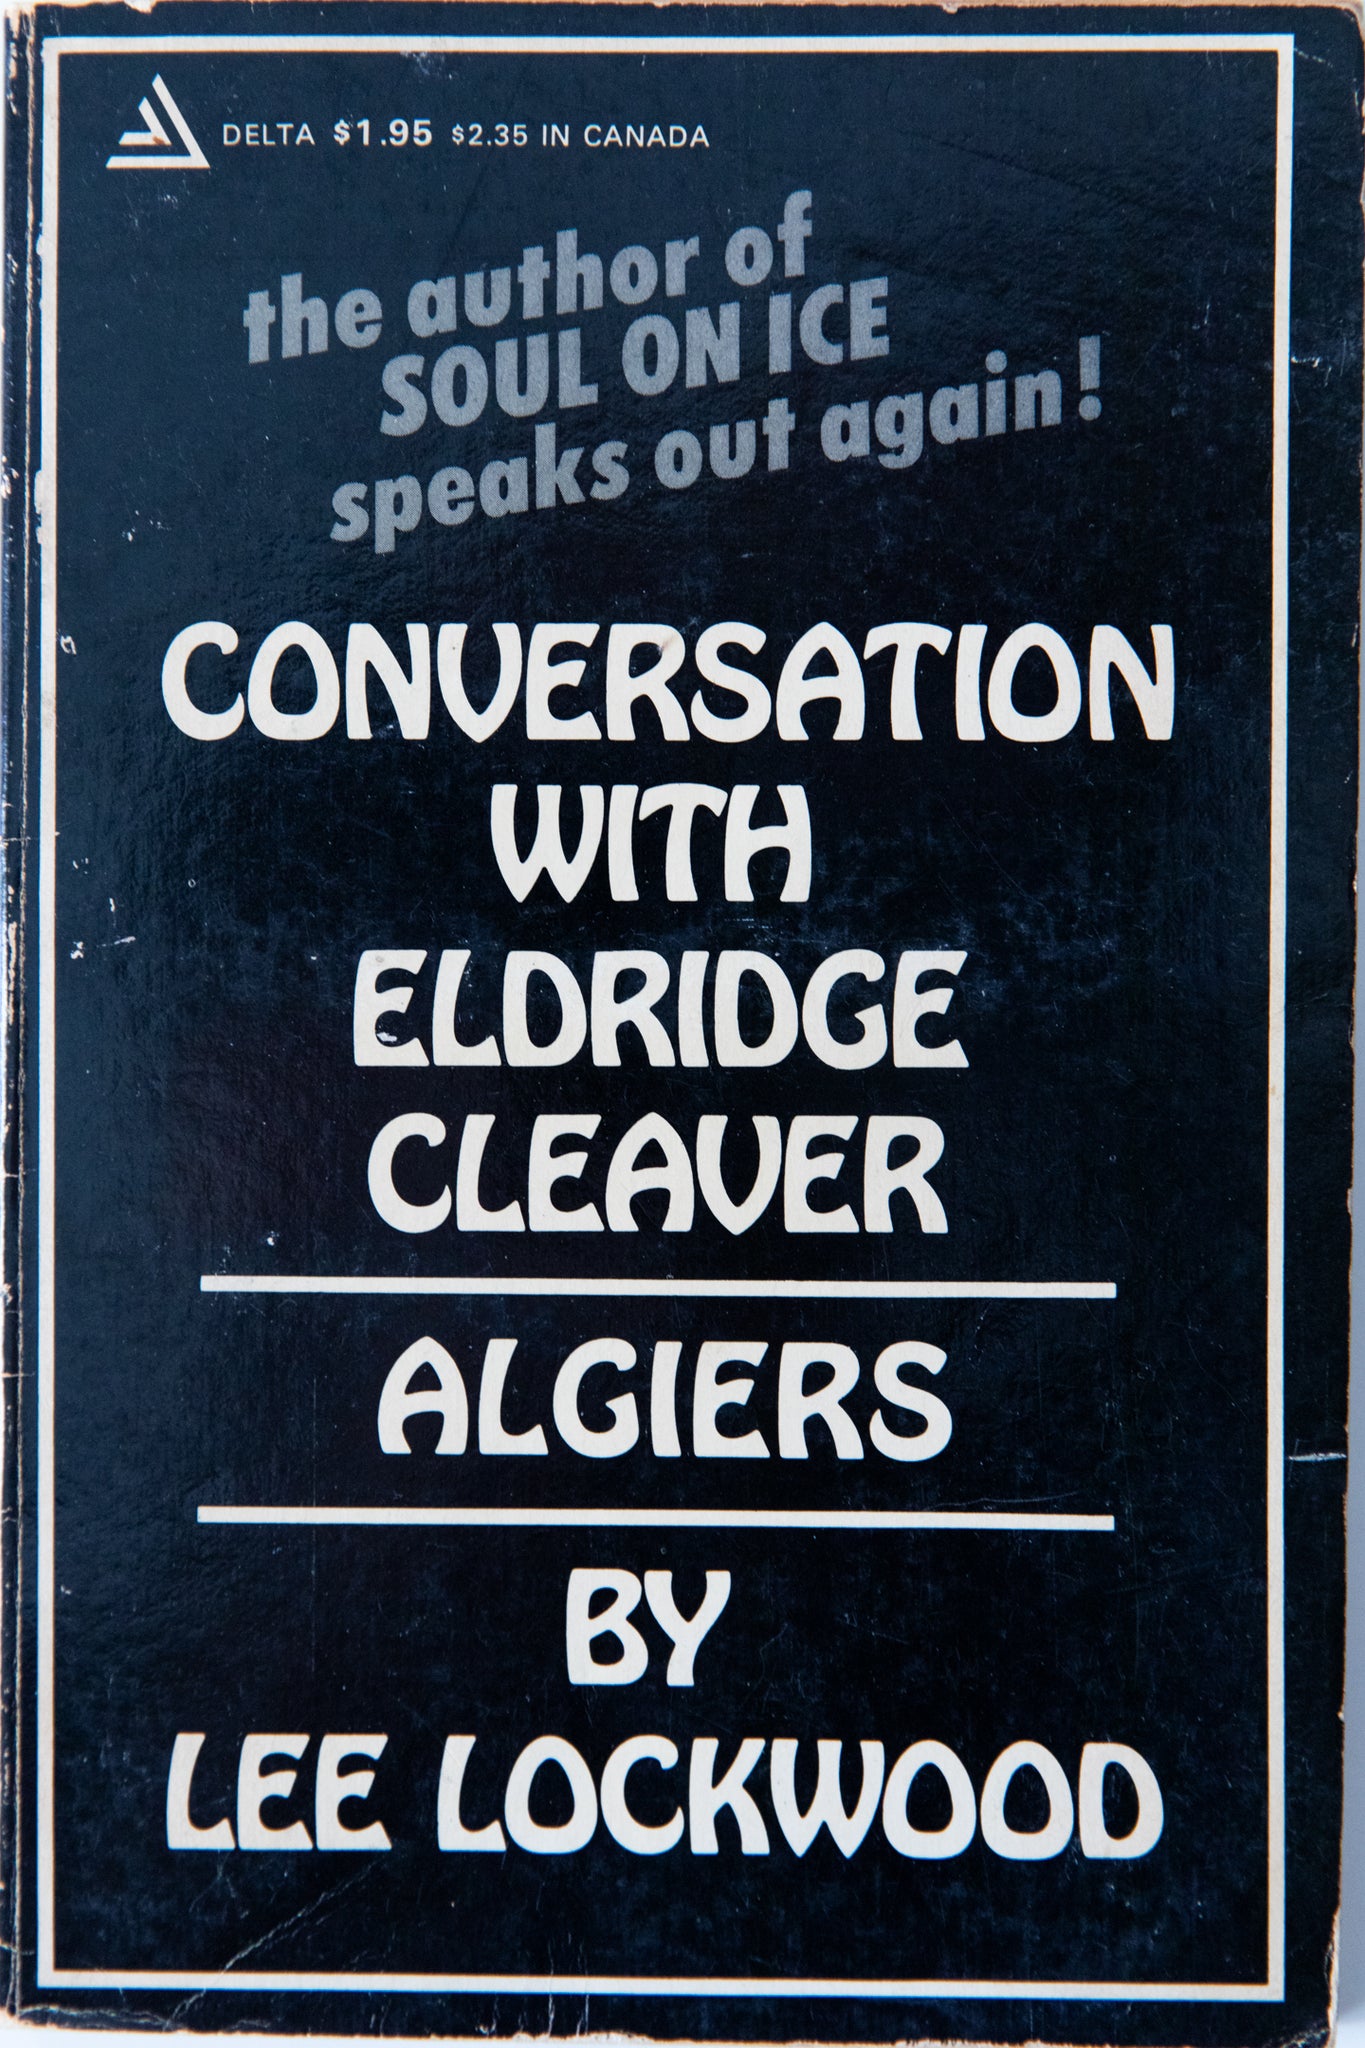 DELTA $1.95 $2.35 IN CANADA
the author of
SOUL ON ICE
speaks out again!
CONVERSATION
WITH
ELDRIDGE
CLEAVER
ALGIERS
BY
LEE LOCKWOOD